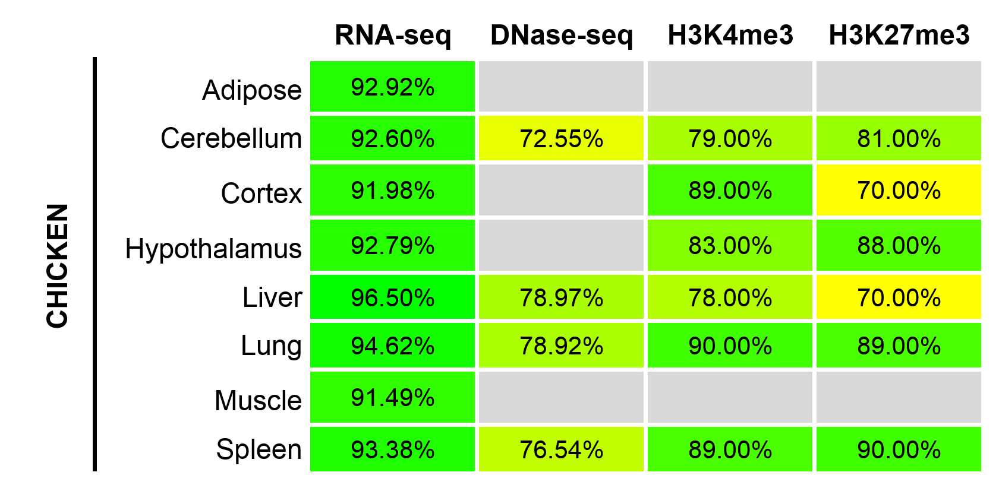 RNA-seq DNase-seq H3K4me3 H3K27me3
CHICKEN
Adipose 92.92%
Cerebellum 92.60% 72.55% 79.00% 81.00%
Cortex 91.98% 89.00% 70.00%
Hypothalamus 92.79% 83.00% 88.00%
Liver 96.50% 78.97% 78.00% 70.00%
Lung 94.62% 78.92% 90.00% 89.00%
Muscle 91.49%
Spleen 93.38% 76.54% 89.00% 90.00%